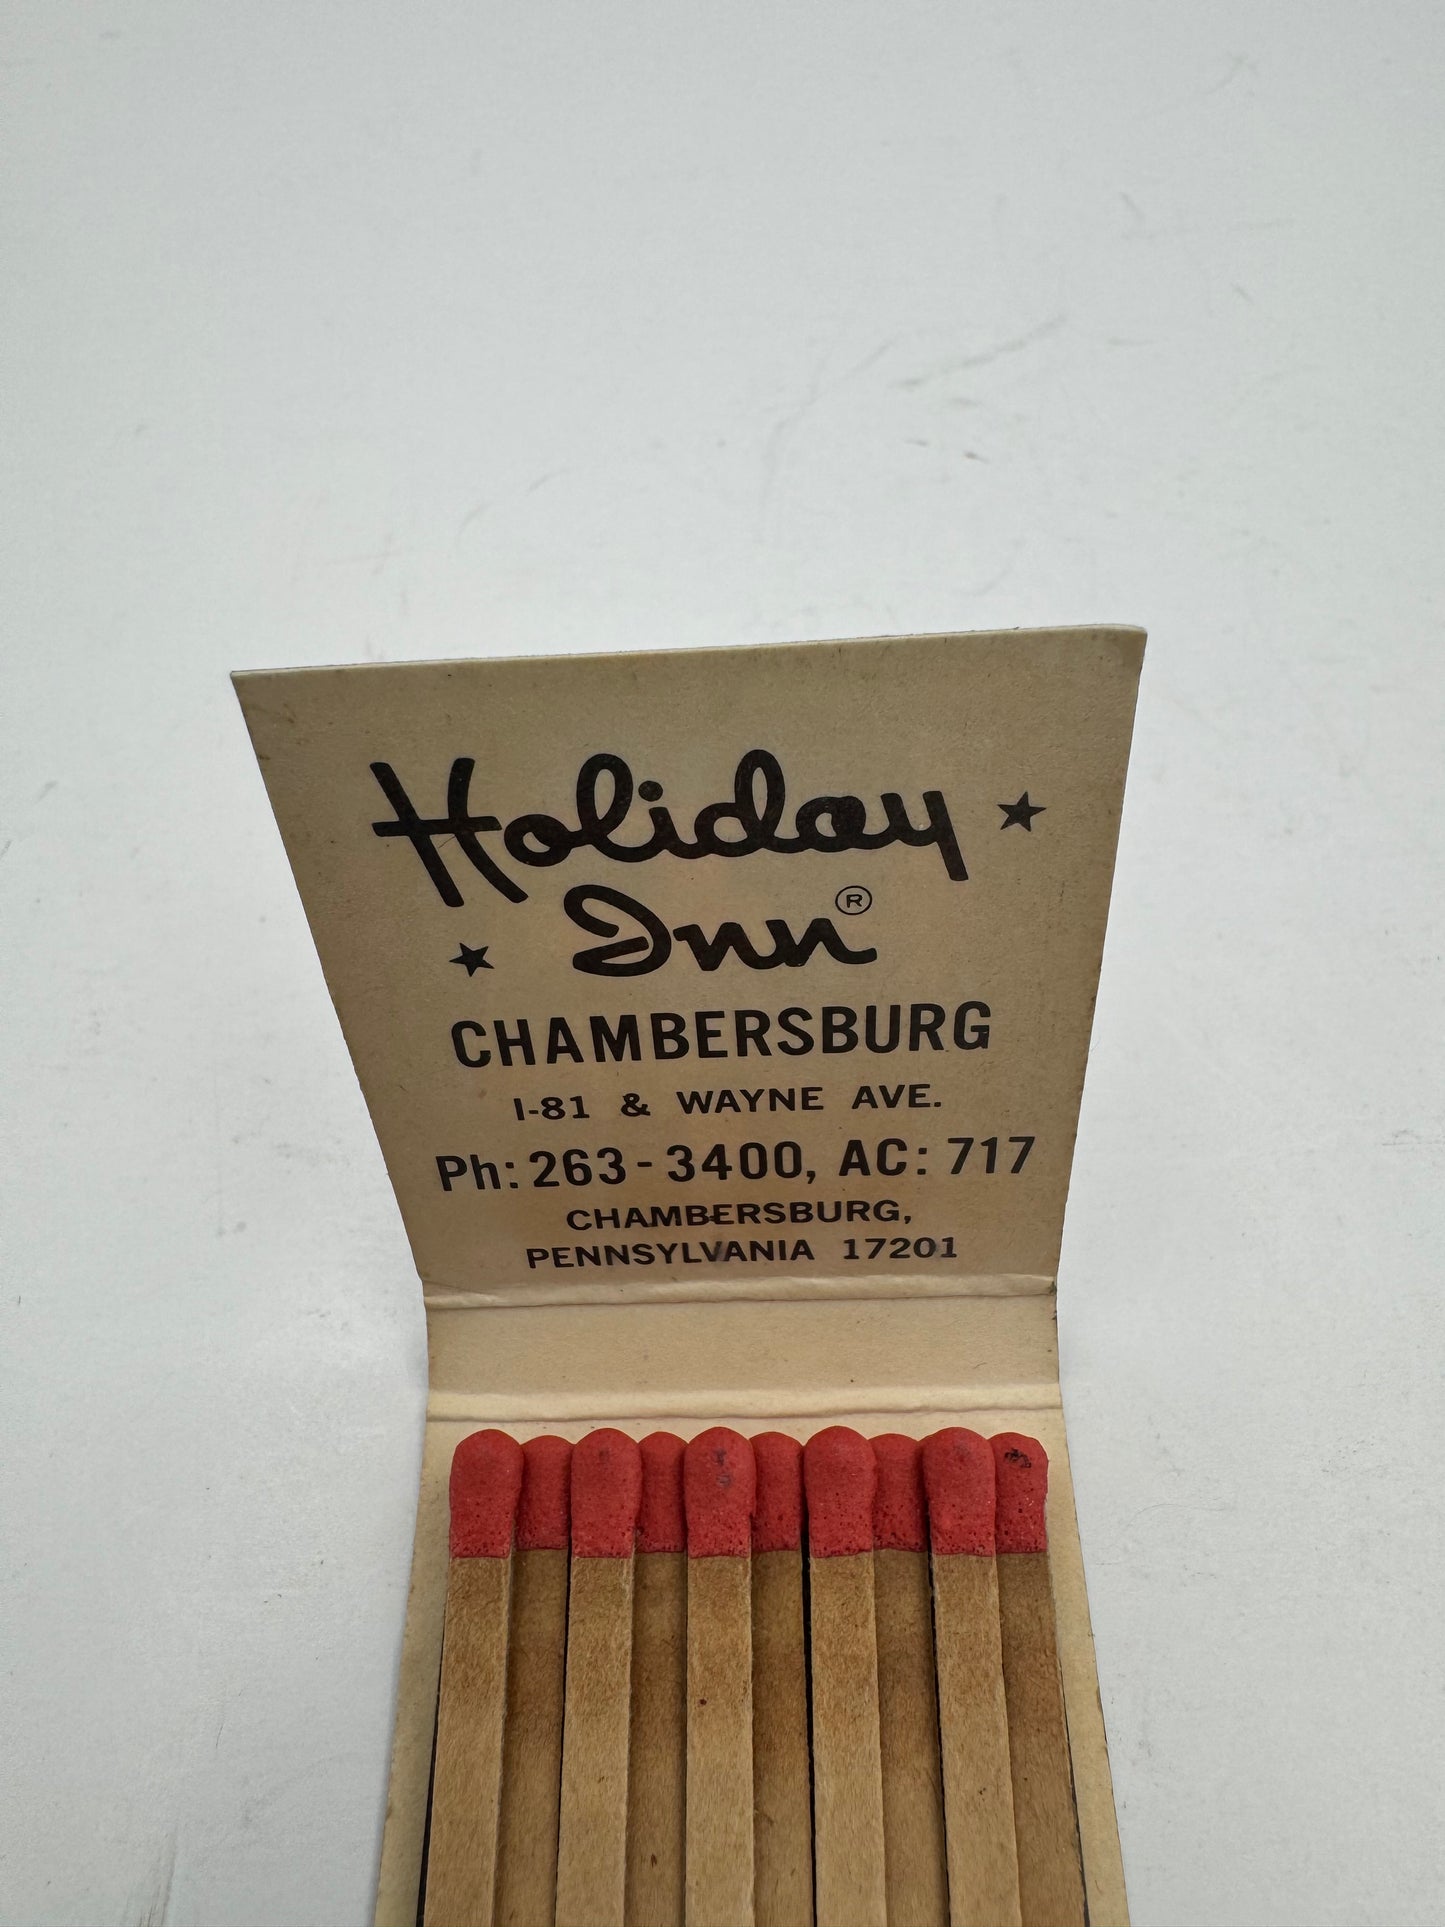 Holiday
Inn®
CHAMBERSBURG
I-81 & WAYNE AVE.
Ph: 263-3400, AC: 717
CHAMBERSBURG,
PENNSYLVANIA 17201